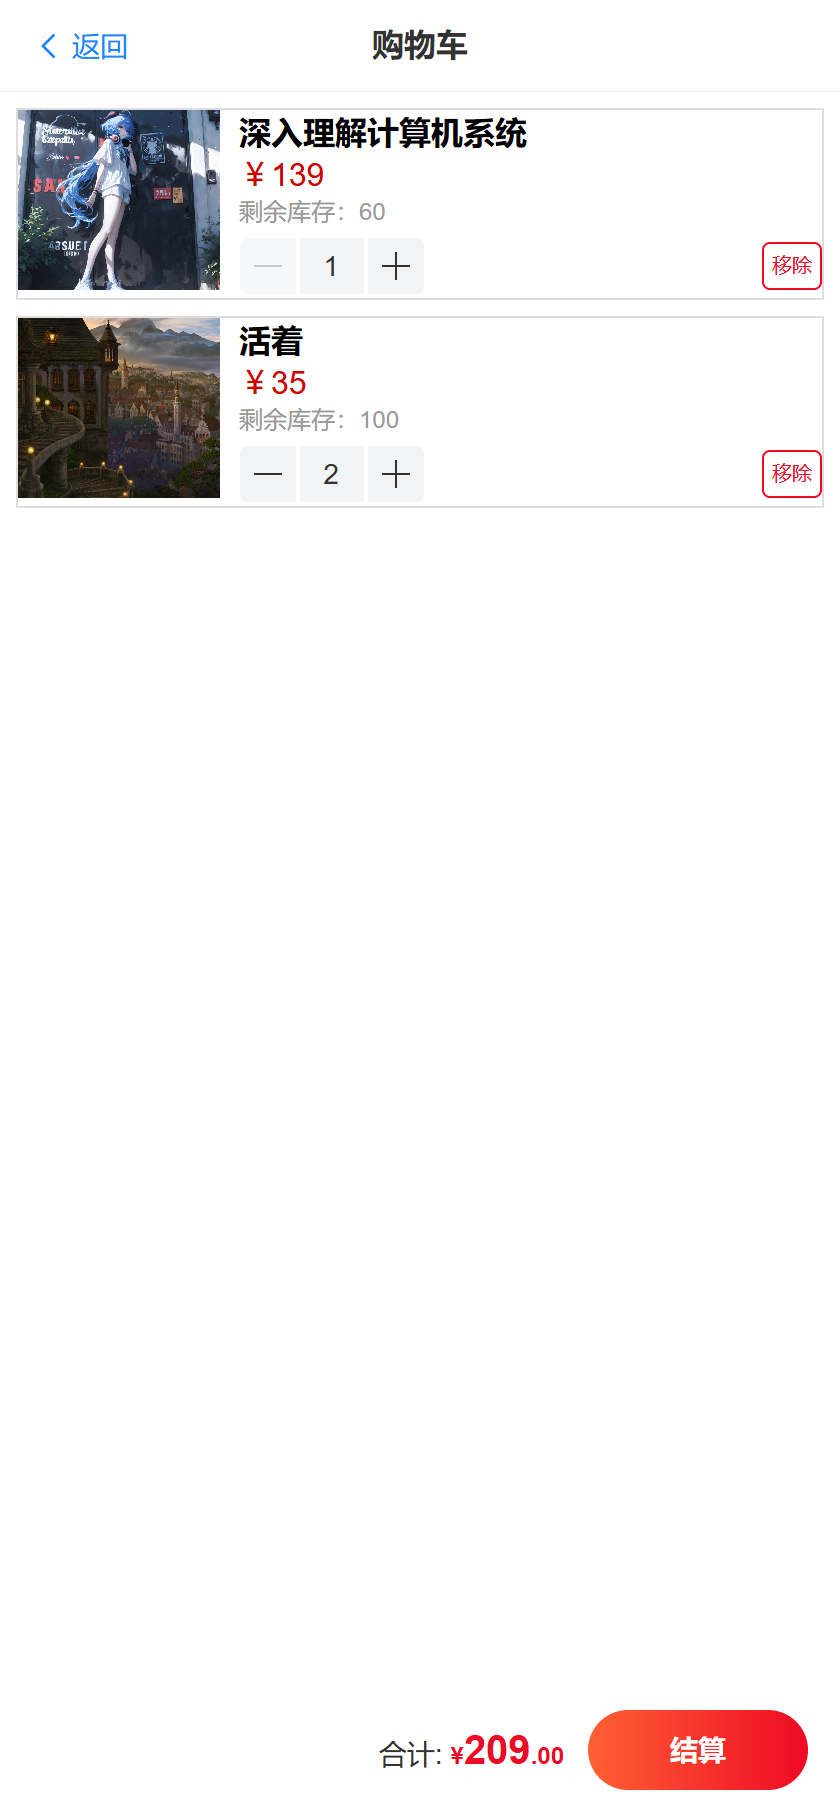 返回
购物车
深入理解计算机系统
￥139
剩余库存：60
1
移除
活着
￥35
剩余库存：100
2
移除
合计: ¥209.00
结算